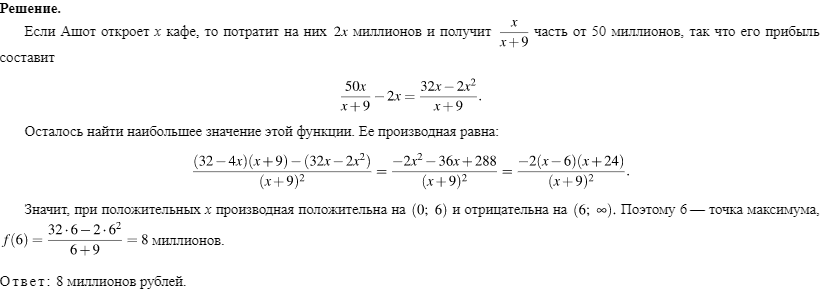 Решение.
Если Ашот откроет x кафе, то потратит на них 2x миллионов и получит \frac{x}{x+9} часть от 50 миллионов, так что его прибыль
составит
\frac{50x}{x+9} − 2x = \frac{32x − 2x^2}{x+9}.
Осталось найти наибольшее значение этой функции. Ее производная равна:
\frac{(32−4x)(x+9)−(32x−2x^2)}{(x+9)^2} = \frac{−2x^2−36x+288}{(x+9)^2} = \frac{−2(x−6)(x+24)}{(x+9)^2}.
Значит, при положительных x производная положительна на (0; 6) и отрицательна на (6; ∞). Поэтому 6 — точка максимума,
f(6) = \frac{32·6−2·6^2}{6+9} = 8 миллионов.
Ответ: 8 миллионов рублей.